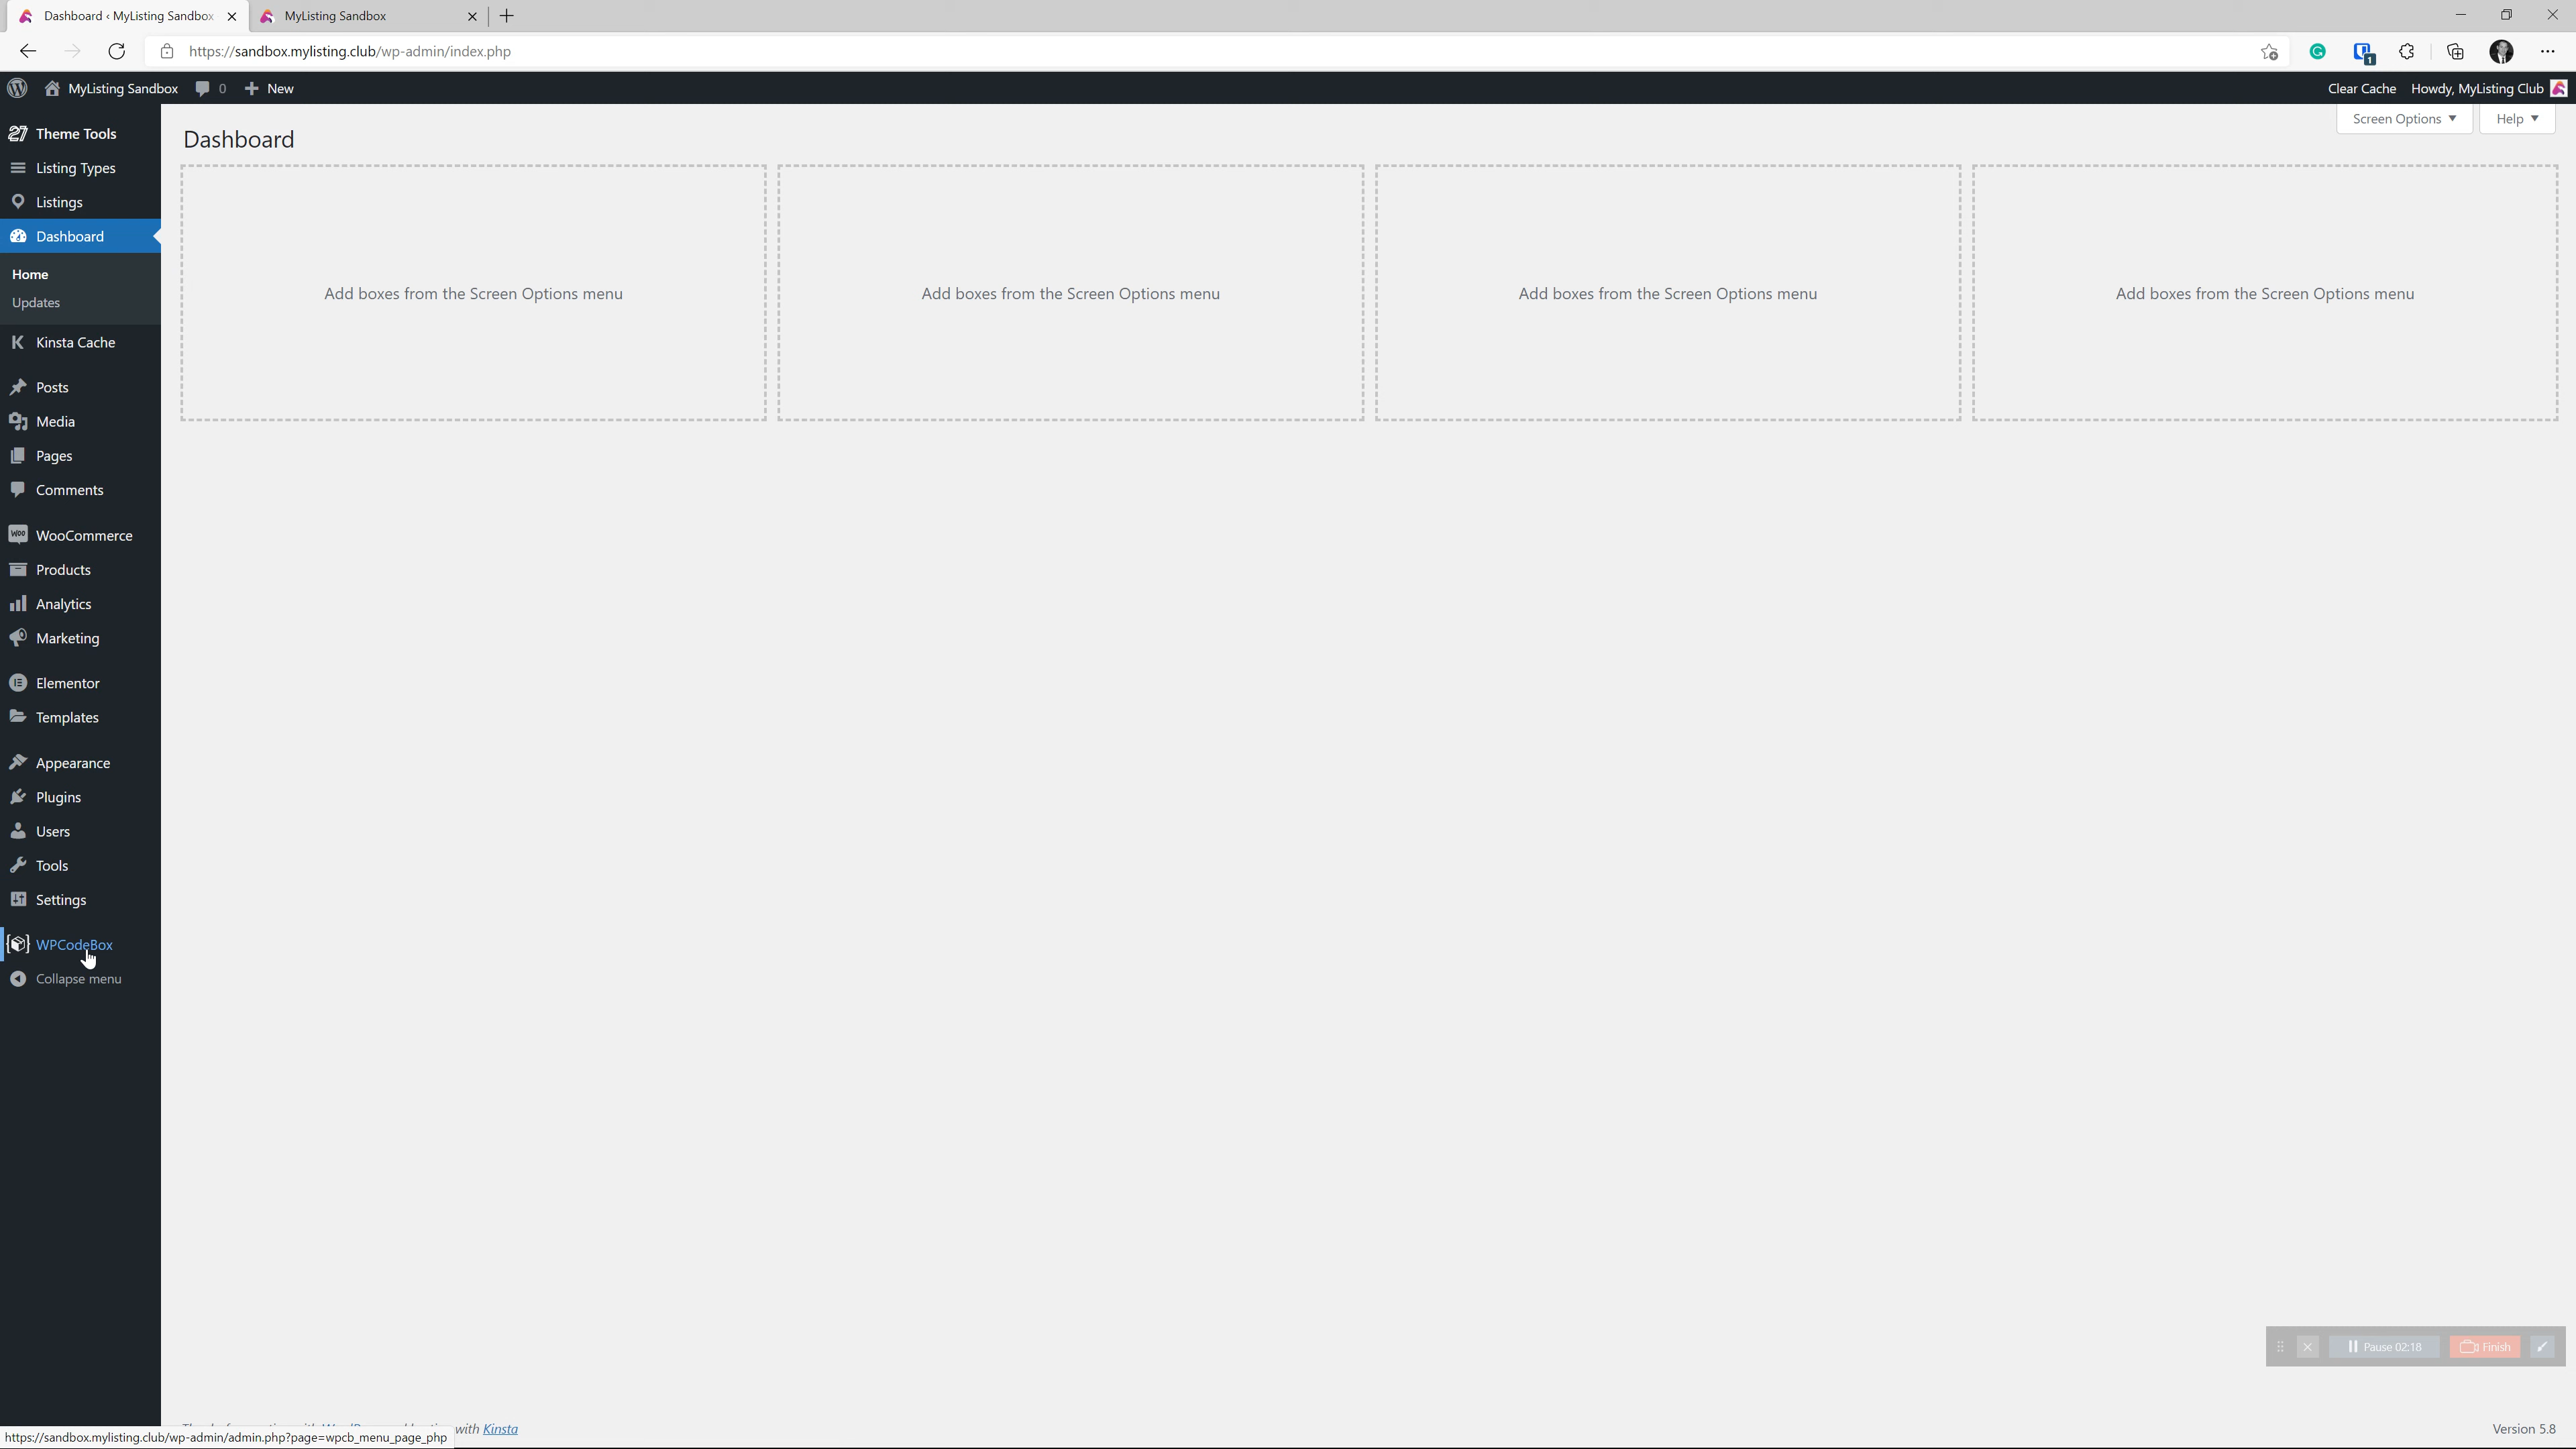 Dashboard ‹ MyListing Sandbox
MyListing Sandbox
https://sandbox.mylisting.club/wp-admin/index.php
1
MyListing Sandbox
0
New
Clear Cache
Howdy, MyListing Club
27 Theme Tools
Listing Types
Listings
Dashboard
Home
Updates
K Kinsta Cache
Posts
Media
Pages
Comments
Woo WooCommerce
Products
Analytics
Marketing
Elementor
Templates
Appearance
Plugins
Users
Tools
Settings
WPCodeBox
Collapse menu
Dashboard
Screen Options ▼
Help ▼
Add boxes from the Screen Options menu
Add boxes from the Screen Options menu
Add boxes from the Screen Options menu
Add boxes from the Screen Options menu
Pause 02:18
Finish
with Kinsta
Version 5.8
https://sandbox.mylisting.club/wp-admin/admin.php?page=wpcb_menu_page_php